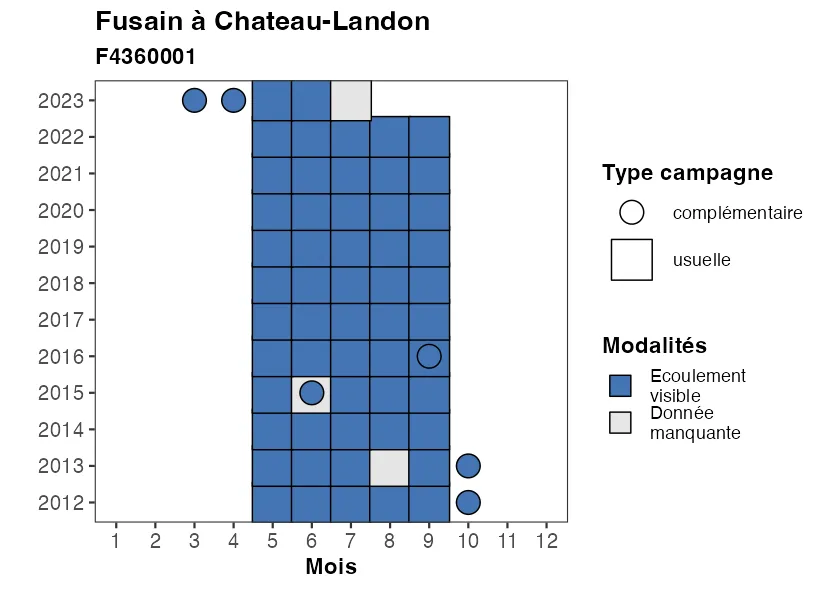 Fusain à Chateau-Landon
F4360001
2023
2022
2021
2020
2019
2018
2017
2016
2015
2014
2013
2012
1 2 3 4 5 6 7 8 9 10 11 12
Mois
Type campagne
complémentaire
usuelle
Modalités
Ecoulement
visible
Donnée
manquante